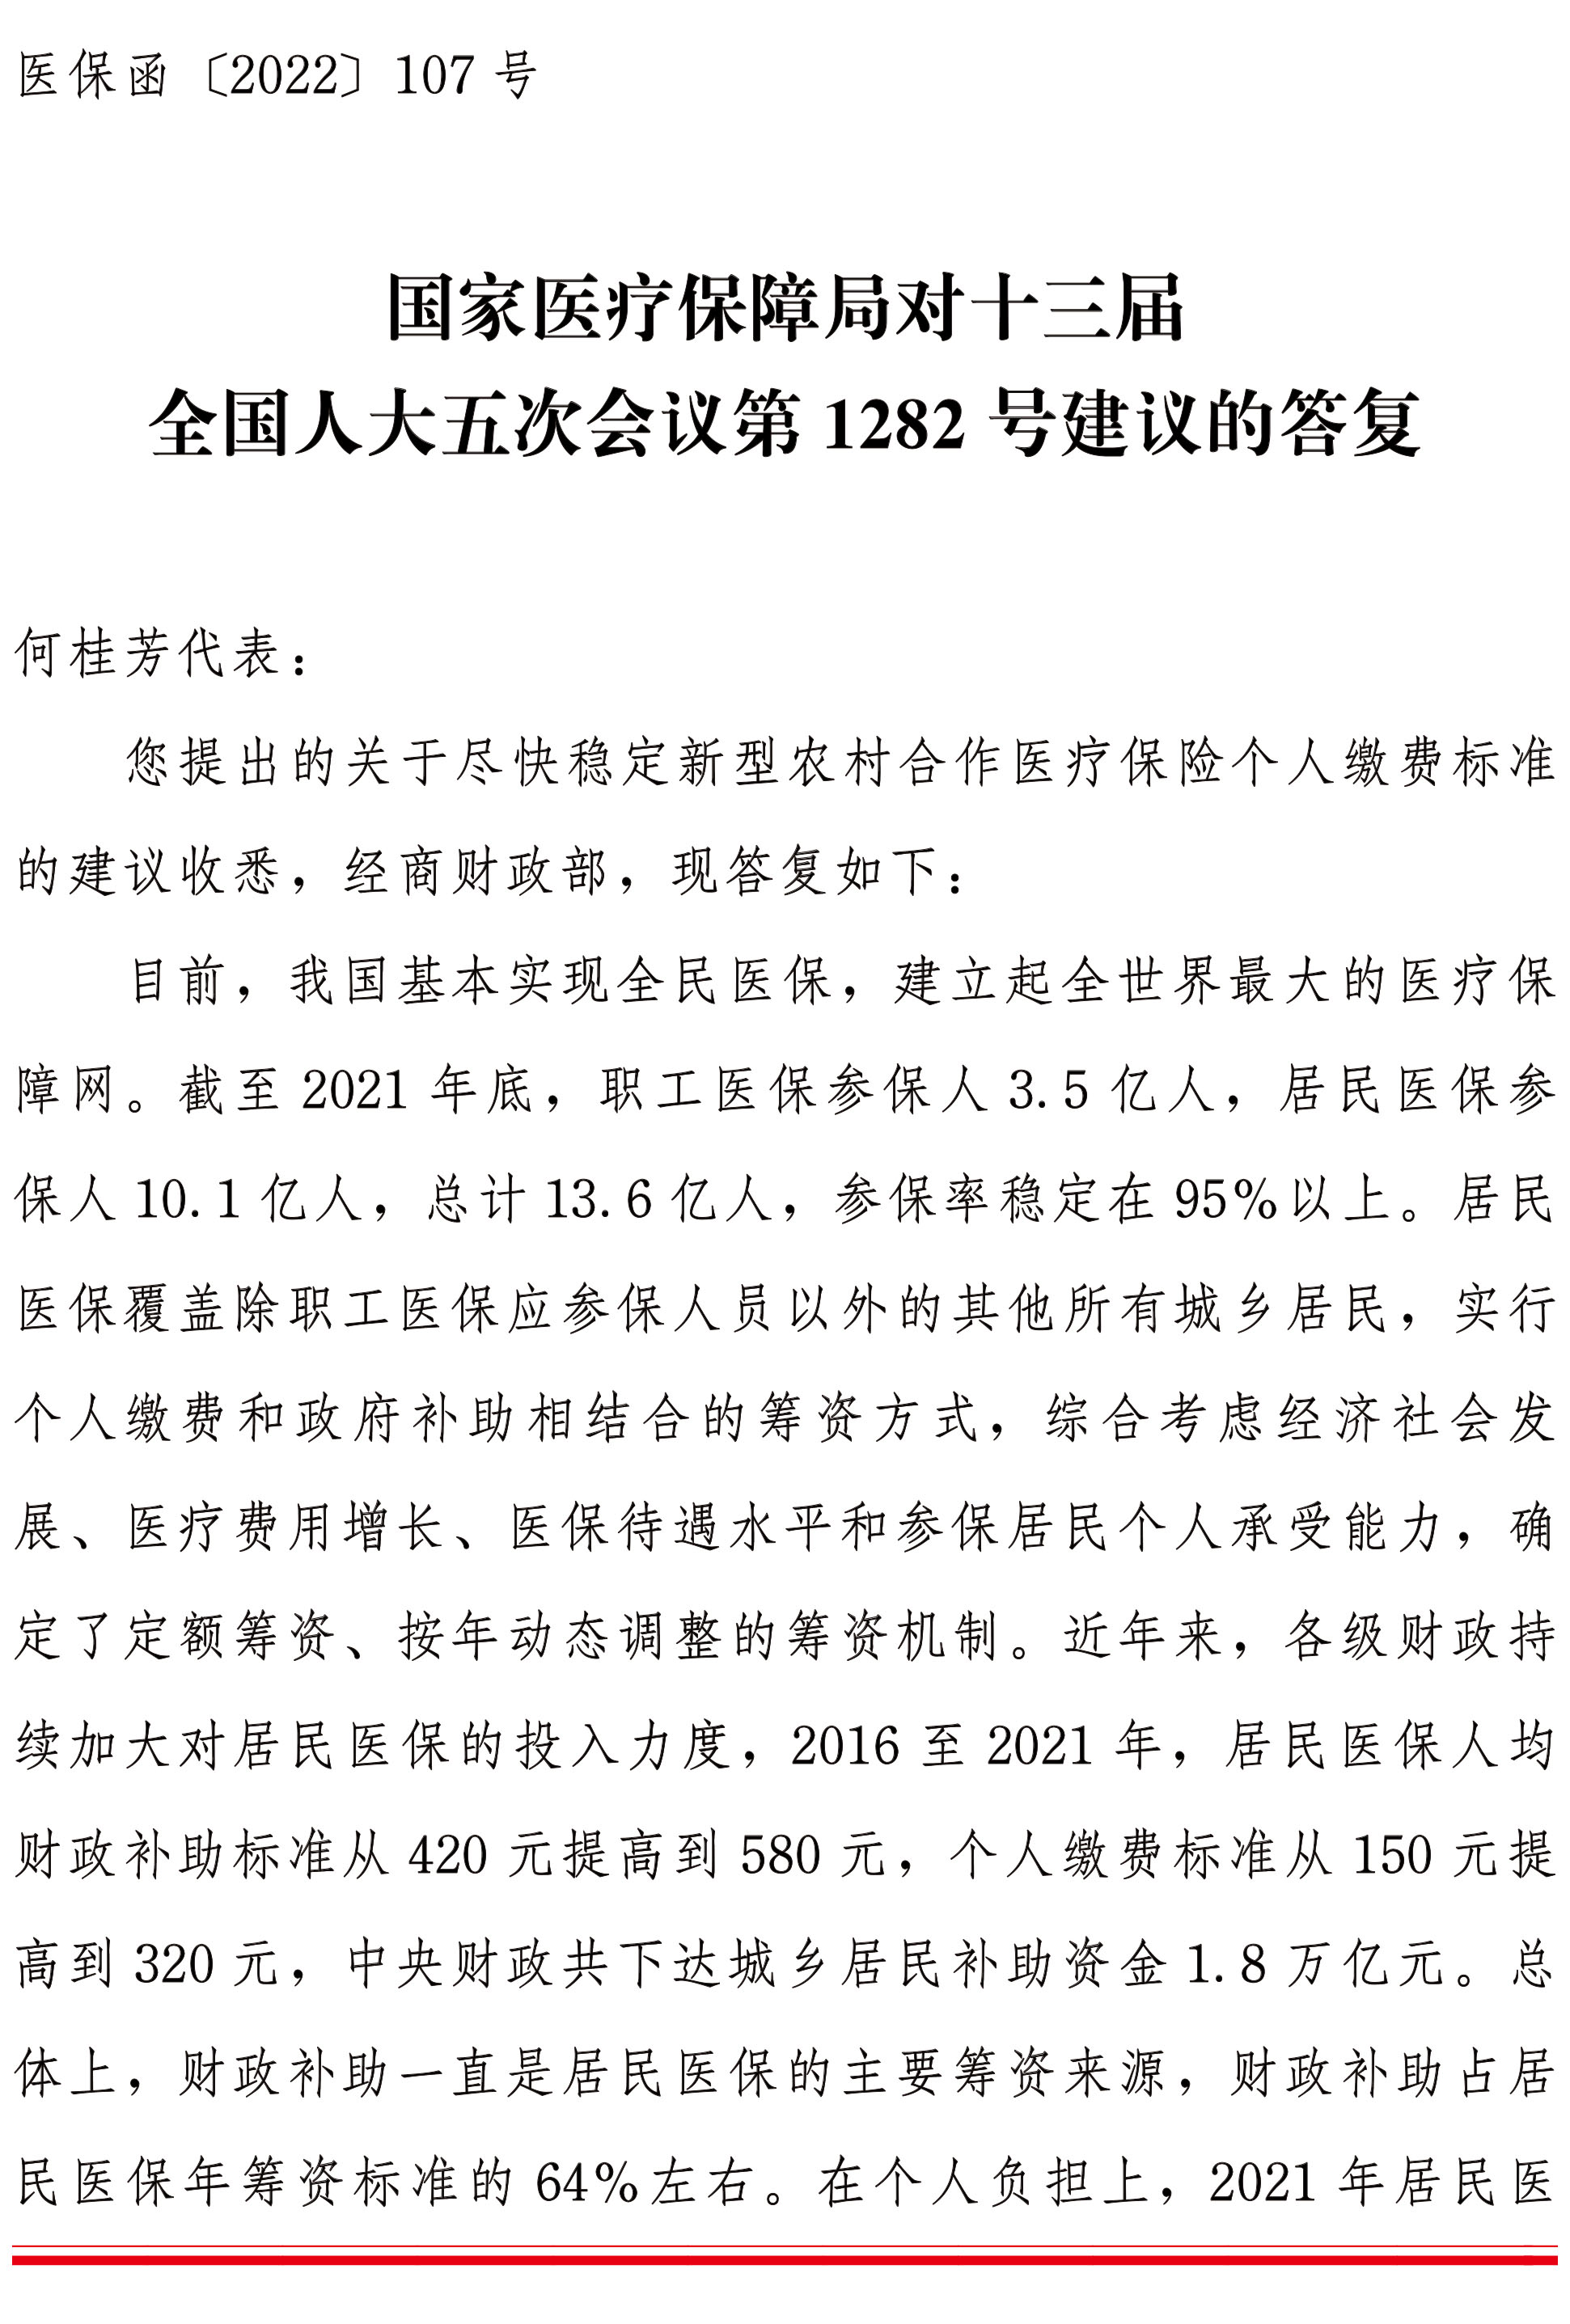 医保函〔2022〕107 号
国家医疗保障局对十三届
全国人大五次会议第 1282 号建议的答复
何桂芳代表：
您提出的关于尽快稳定新型农村合作医疗保险个人缴费标准
的建议收悉，经商财政部，现答复如下：
目前，我国基本实现全民医保，建立起全世界最大的医疗保
障网。截至 2021 年底，职工医保参保人 3.5 亿人，居民医保参
保人 10.1 亿人，总计 13.6 亿人，参保率稳定在 95%以上。居民
医保覆盖除职工医保应参保人员以外的其他所有城乡居民，实行
个人缴费和政府补助相结合的筹资方式，综合考虑经济社会发
展、医疗费用增长、医保待遇水平和参保居民个人承受能力，确
定了定额筹资、按年动态调整的筹资机制。近年来，各级财政持
续加大对居民医保的投入力度，2016 至 2021 年，居民医保人均
财政补助标准从 420 元提高到 580 元，个人缴费标准从 150 元提
高到 320 元，中央财政共下达城乡居民补助资金 1.8 万亿元。总
体上，财政补助一直是居民医保的主要筹资来源，财政补助占居
民医保年筹资标准的 64%左右。在个人负担上，2021 年居民医